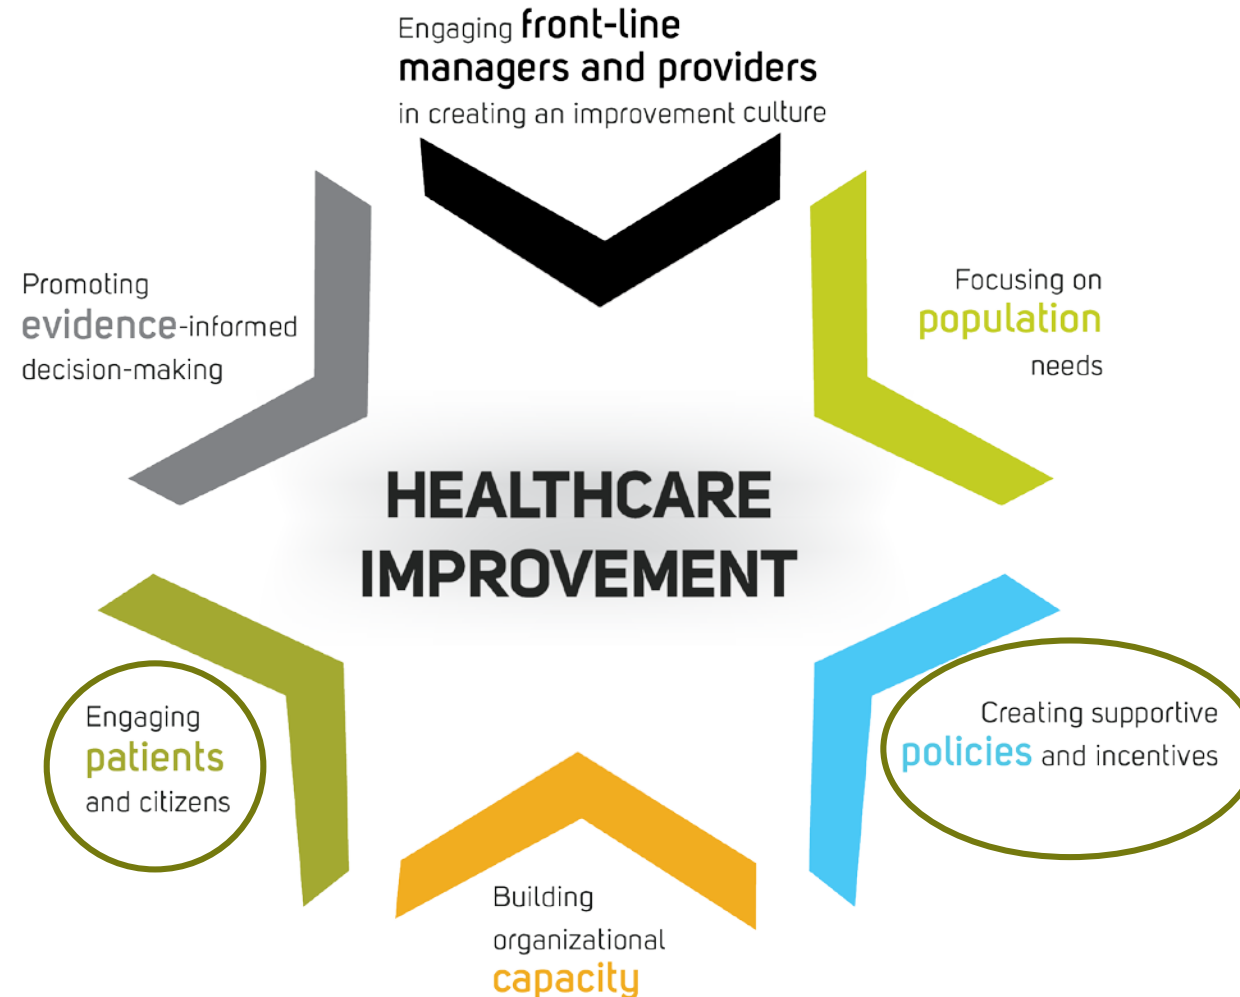 Engaging front-line
managers and providers
in creating an improvement culture
Promoting
evidence-informed
decision-making
Focusing on
population
needs
HEALTHCARE
IMPROVEMENT
Engaging
patients
and citizens
Creating supportive
policies and incentives
Building
organizational
capacity